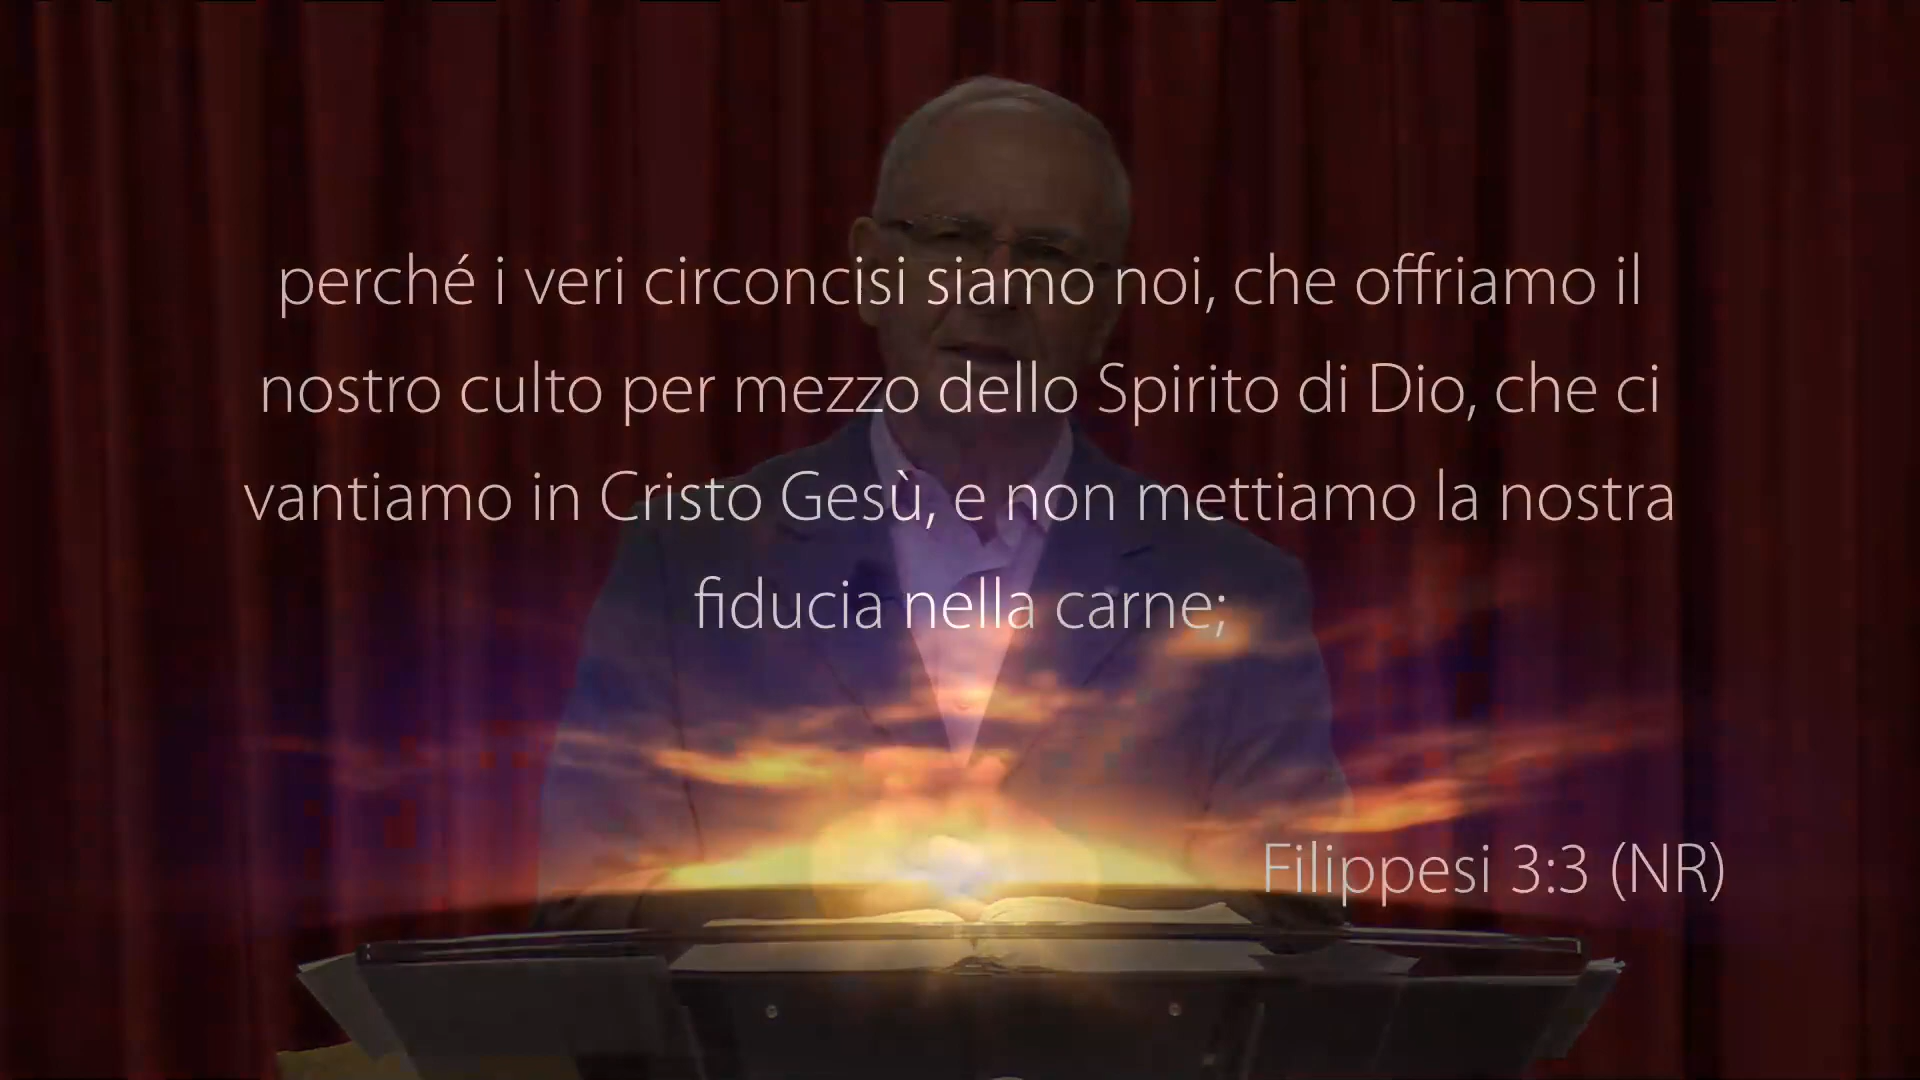 perché i veri circoncisi siamo noi, che offriamo il
nostro culto per mezzo dello Spirito di Dio, che ci
vantiamo in Cristo Gesù, e non mettiamo la nostra
fiducia nella carne;
Filippesi 3:3 (NR)